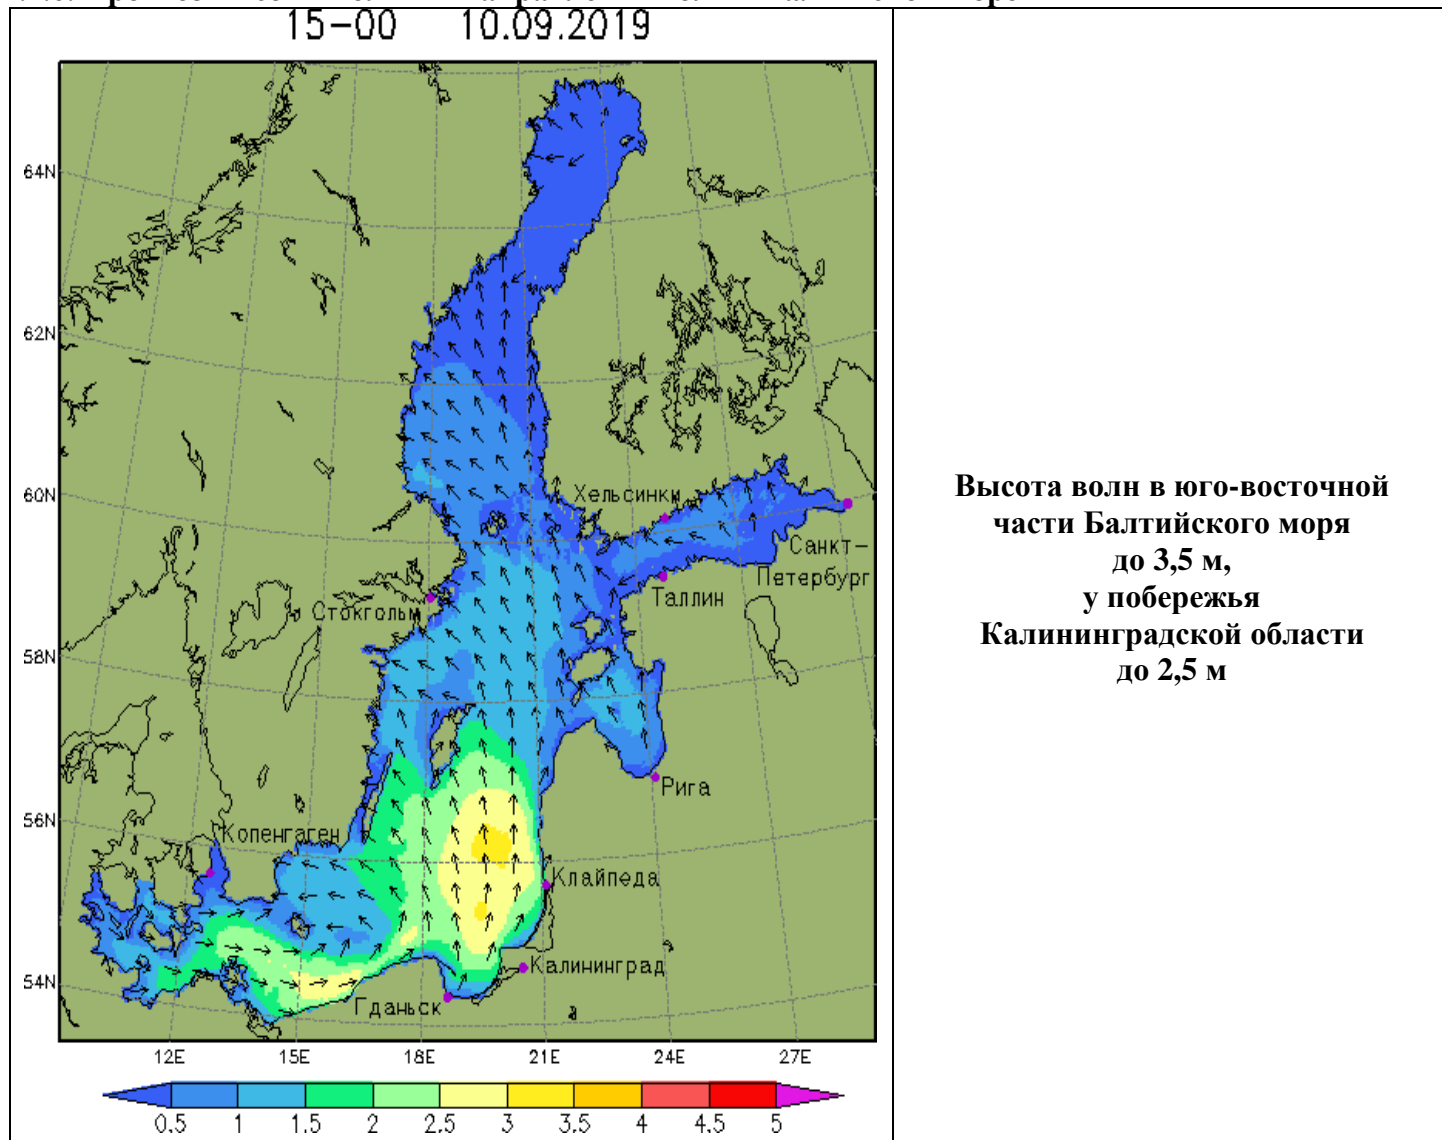 15-00 10.09.2019
64N
62N
Хельсинки
60N
Санкт-
Петербург
Таллин
Стокгольм
58N
Рига
56N
Копенгаген
Клайпеда
Калининград
54N
Гданьск
12E 15E 18E 21E 24E 27E
0.5 1 1.5 2 2.5 3 3.5 4 4.5 5
Высота волн в юго-восточной
части Балтийского моря
до 3,5 м,
у побережья
Калининградской области
до 2,5 м